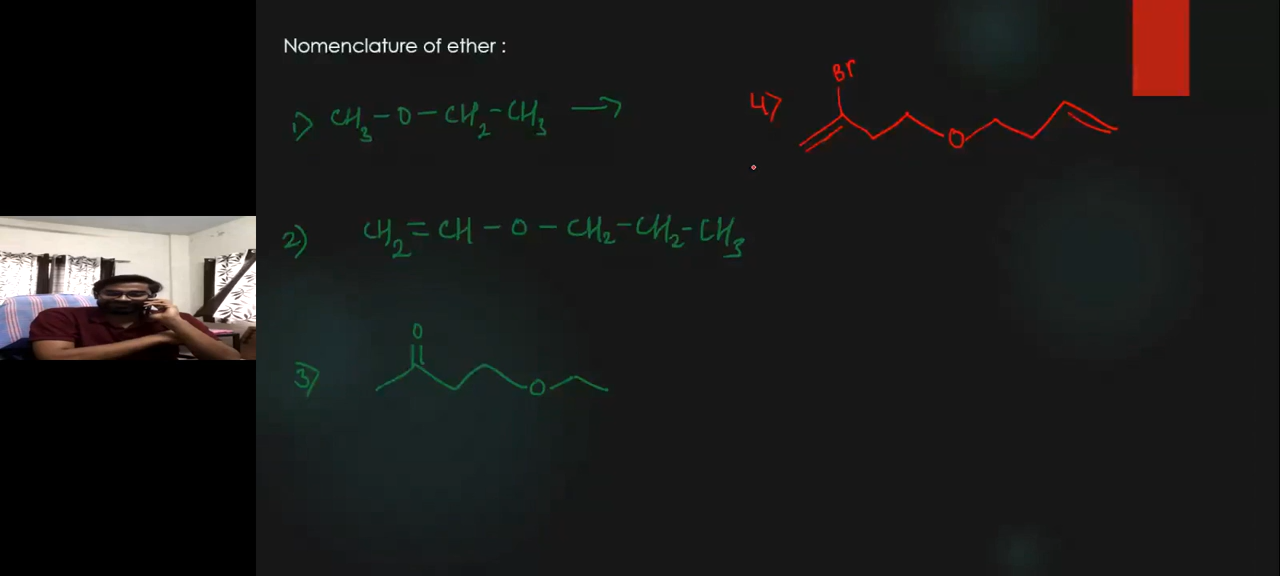 Nomenclature of ether :
1) CH₃ – O – CH₂ – CH₃ →
2) CH₂ = CH – O – CH₂ – CH₂ – CH₃
3) O
O
4) Br
O